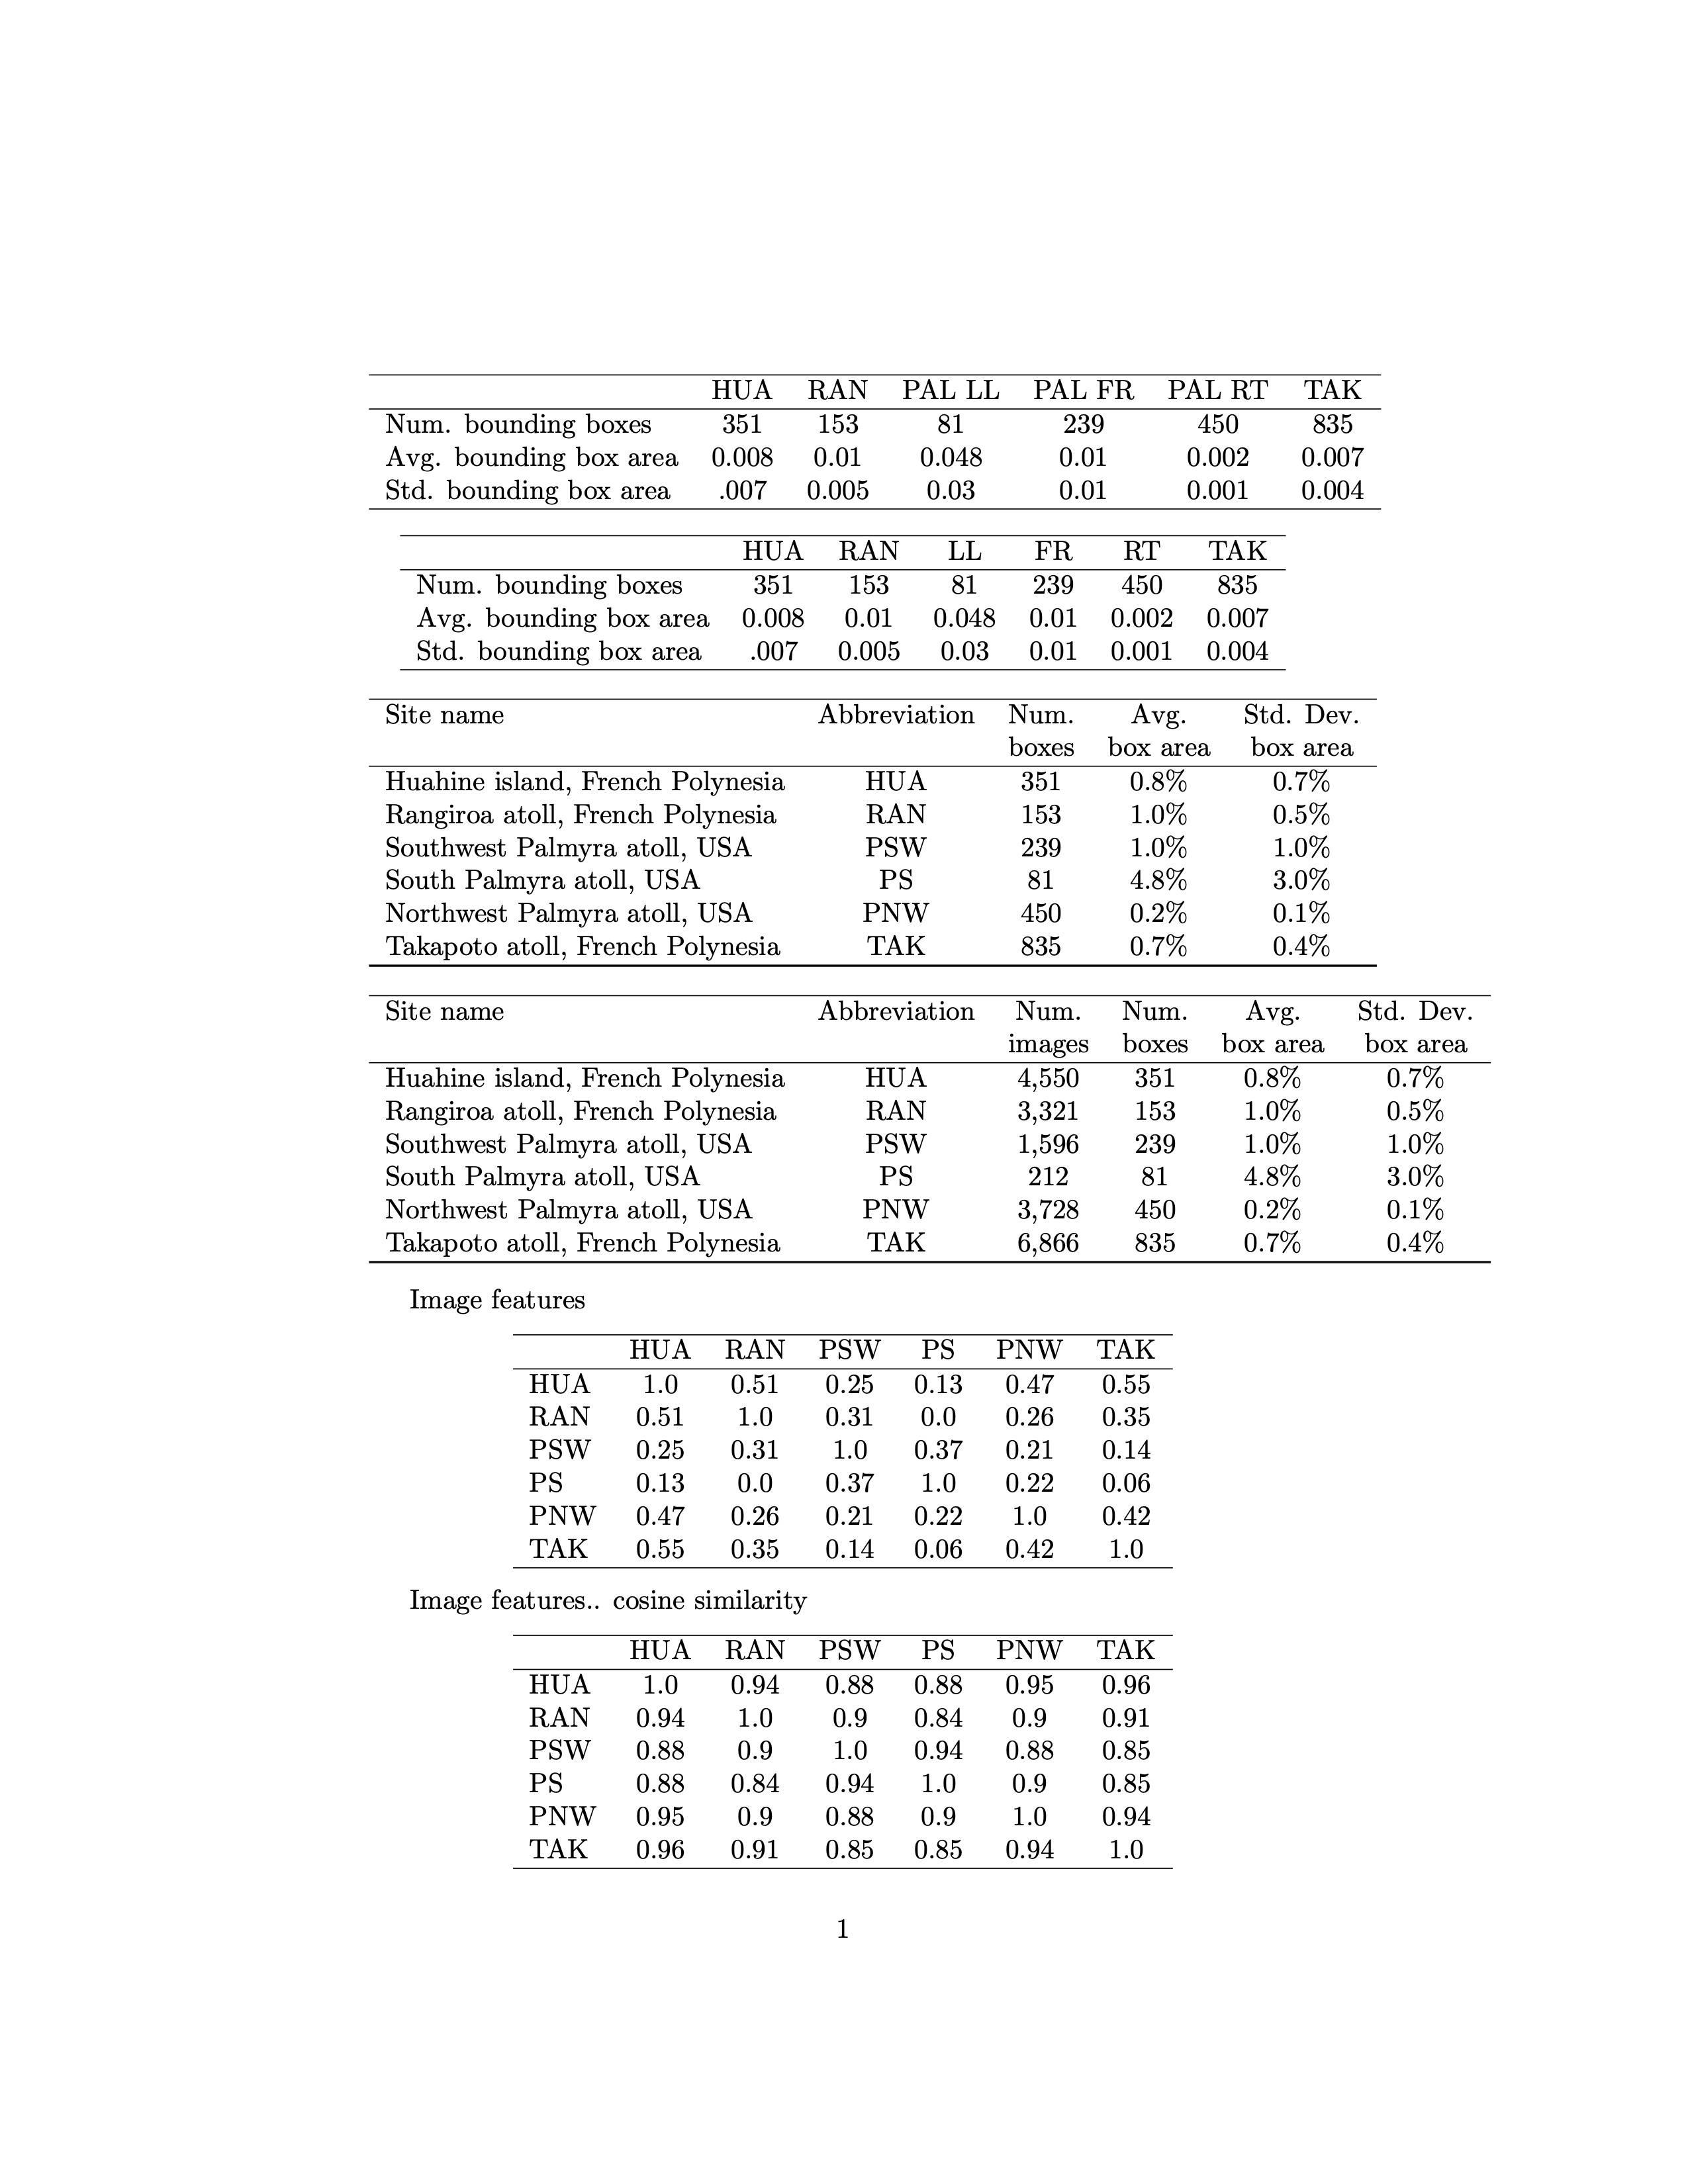 HUA RAN PAL LL PAL FR PAL RT TAK
Num. bounding boxes 351 153 81 239 450 835
Avg. bounding box area 0.008 0.01 0.048 0.01 0.002 0.007
Std. bounding box area .007 0.005 0.03 0.01 0.001 0.004
HUA RAN LL FR RT TAK
Num. bounding boxes 351 153 81 239 450 835
Avg. bounding box area 0.008 0.01 0.048 0.01 0.002 0.007
Std. bounding box area .007 0.005 0.03 0.01 0.001 0.004
Site name Abbreviation Num. Avg. Std. Dev.
boxes box area box area
Huahine island, French Polynesia HUA 351 0.8% 0.7%
Rangiroa atoll, French Polynesia RAN 153 1.0% 0.5%
Southwest Palmyra atoll, USA PSW 239 1.0% 1.0%
South Palmyra atoll, USA PS 81 4.8% 3.0%
Northwest Palmyra atoll, USA PNW 450 0.2% 0.1%
Takapoto atoll, French Polynesia TAK 835 0.7% 0.4%
Site name Abbreviation Num. Num. Avg. Std. Dev.
images boxes box area box area
Huahine island, French Polynesia HUA 4,550 351 0.8% 0.7%
Rangiroa atoll, French Polynesia RAN 3,321 153 1.0% 0.5%
Southwest Palmyra atoll, USA PSW 1,596 239 1.0% 1.0%
South Palmyra atoll, USA PS 212 81 4.8% 3.0%
Northwest Palmyra atoll, USA PNW 3,728 450 0.2% 0.1%
Takapoto atoll, French Polynesia TAK 6,866 835 0.7% 0.4%
Image features
HUA RAN PSW PS PNW TAK
HUA 1.0 0.51 0.25 0.13 0.47 0.55
RAN 0.51 1.0 0.31 0.0 0.26 0.35
PSW 0.25 0.31 1.0 0.37 0.21 0.14
PS 0.13 0.0 0.37 1.0 0.22 0.06
PNW 0.47 0.26 0.21 0.22 1.0 0.42
TAK 0.55 0.35 0.14 0.06 0.42 1.0
Image features.. cosine similarity
HUA RAN PSW PS PNW TAK
HUA 1.0 0.94 0.88 0.88 0.95 0.96
RAN 0.94 1.0 0.9 0.84 0.9 0.91
PSW 0.88 0.9 1.0 0.94 0.88 0.85
PS 0.88 0.84 0.94 1.0 0.9 0.85
PNW 0.95 0.9 0.88 0.9 1.0 0.94
TAK 0.96 0.91 0.85 0.85 0.94 1.0
1